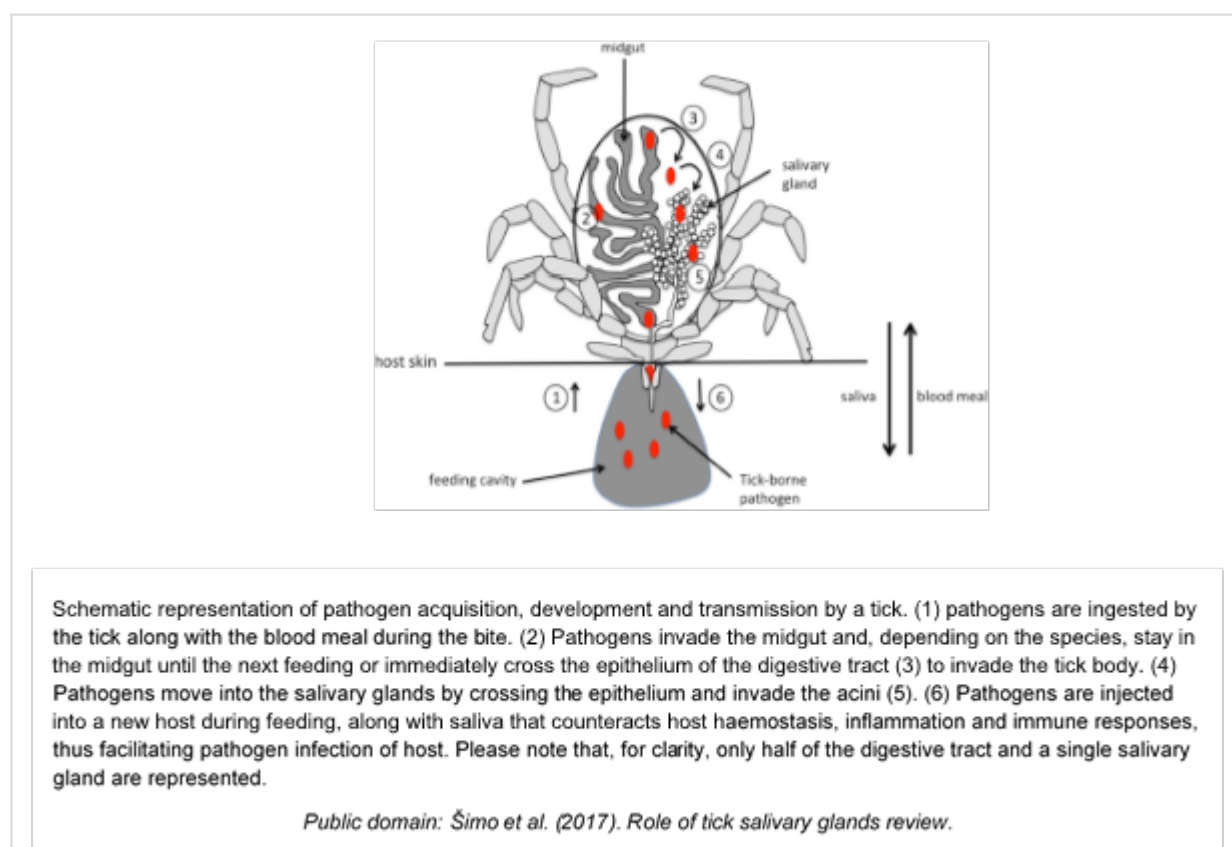 midgut
3
4
salivary
gland
2
5
host skin
1
6
saliva
blood meal
feeding cavity
Tick-borne
pathogen
Schematic representation of pathogen acquisition, development and transmission by a tick. (1) pathogens are ingested by
the tick along with the blood meal during the bite. (2) Pathogens invade the midgut and, depending on the species, stay in
the midgut until the next feeding or immediately cross the epithelium of the digestive tract (3) to invade the tick body. (4)
Pathogens move into the salivary glands by crossing the epithelium and invade the acini (5). (6) Pathogens are injected
into a new host during feeding, along with saliva that counteracts host haemostasis, inflammation and immune responses,
thus facilitating pathogen infection of host. Please note that, for clarity, only half of the digestive tract and a single salivary
gland are represented.
Public domain: Šimo et al. (2017). Role of tick salivary glands review.